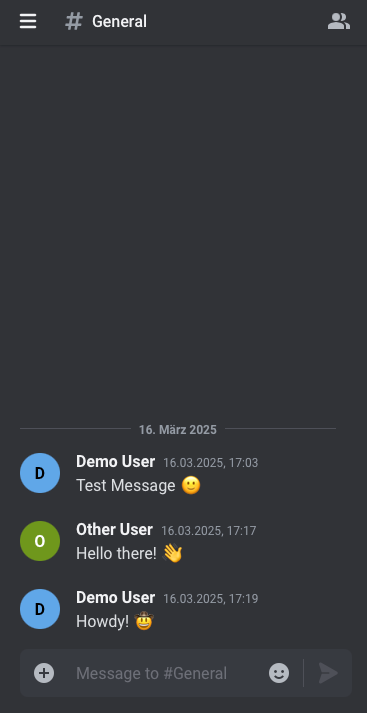 # General
16. März 2025
D
Demo User 16.03.2025, 17:03
Test Message 🙂
O
Other User 16.03.2025, 17:17
Hello there! 👋
D
Demo User 16.03.2025, 17:19
Howdy! 🤠
Message to #General